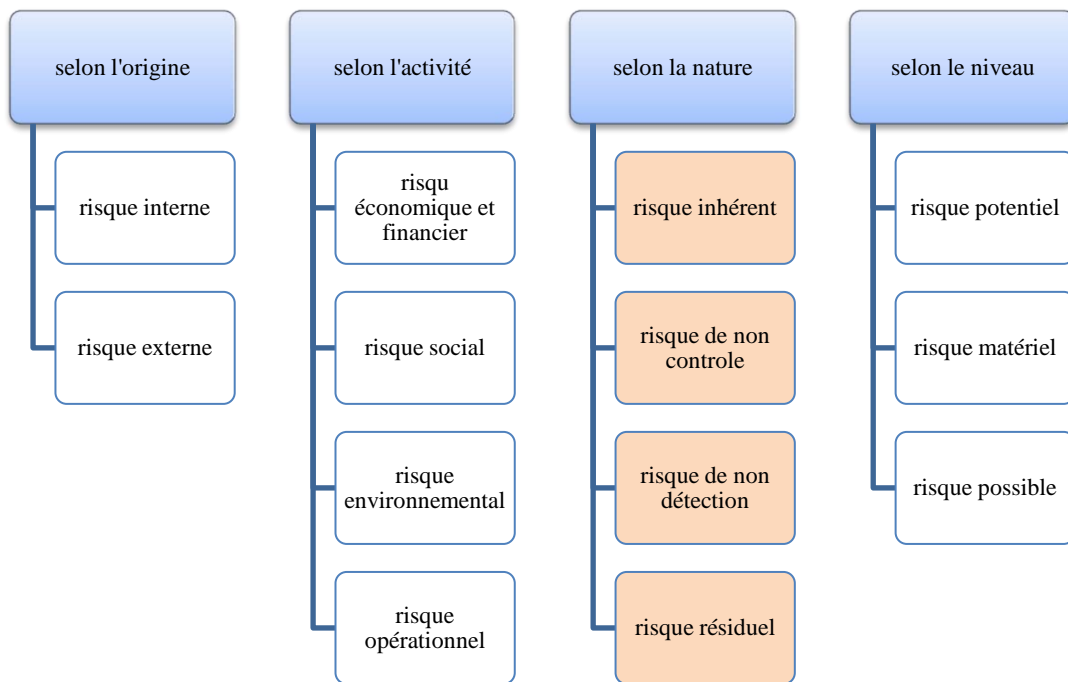 selon l'origine
risque interne
risque externe
selon l'activité
risqu
économique et
financier
risque social
risque
environnemental
risque
opérationnel
selon la nature
risque inhérent
risque de non
controle
risque de non
détection
risque résiduel
selon le niveau
risque potentiel
risque matériel
risque possible